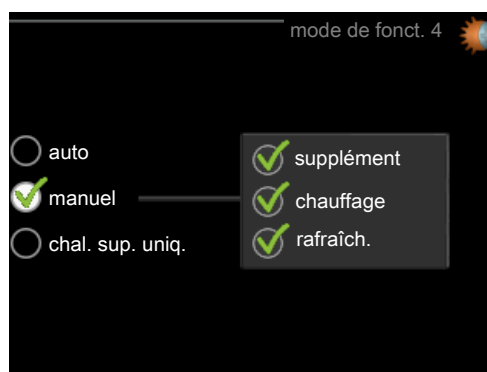 mode de fonct. 4
auto
manuel
chal. sup. uniq.
supplément
chauffage
rafraîch.